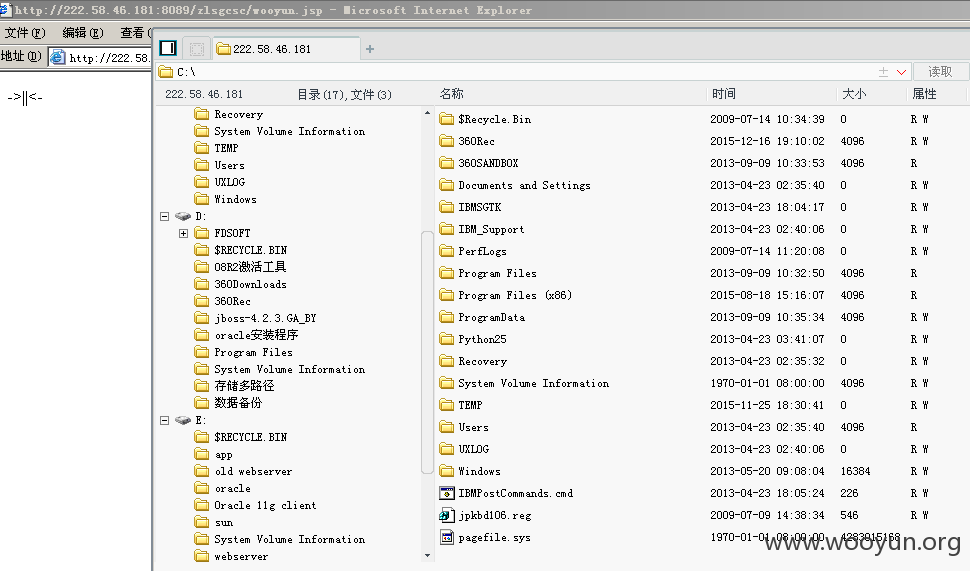 http://222.58.46.181:8089/zlsgcsc/wooyun.jsp - Microsoft Internet Explorer
文件(F) 编辑(E) 查看(
地址(D) http://222.58.
->||<-
222.58.46.181 +
C:\ 读取
222.58.46.181 目录(17),文件(3)
Recovery
System Volume Information
TEMP
Users
UXLOG
Windows
D:
FDSOFT
$RECYCLE.BIN
08R2激活工具
360Downloads
360Rec
jboss-4.2.3.GA_BY
oracle安装程序
Program Files
System Volume Information
存储多路径
数据备份
E:
$RECYCLE.BIN
app
old webserver
oracle
Oracle 11g client
sun
System Volume Information
webserver
名称 时间 大小 属性
$Recycle.Bin 2009-07-14 10:34:39 0 R W
360Rec 2015-12-16 19:10:02 4096 R W
360SANDBOX 2013-09-09 10:33:53 4096 R
Documents and Settings 2013-04-23 02:35:40 0 R W
IBMSGTK 2013-04-23 18:04:17 0 R W
IBM_Support 2013-04-23 02:40:06 0 R W
PerfLogs 2009-07-14 11:20:08 0 R W
Program Files 2013-09-09 10:32:50 4096 R
Program Files (x86) 2015-08-18 15:16:07 4096 R
ProgramData 2013-09-09 10:35:34 4096 R W
Python25 2013-04-23 03:41:07 0 R W
Recovery 2013-04-23 02:35:32 0 R W
System Volume Information 1970-01-01 08:00:00 4096 R W
TEMP 2015-11-25 18:30:41 0 R W
Users 2013-04-23 02:35:40 4096 R
UXLOG 2013-04-23 02:40:06 0 R W
Windows 2013-05-20 09:08:04 16384 R W
IBMPostCommands.cmd 2013-04-23 18:05:24 226 R W
jpkbd106.reg 2009-07-09 14:38:34 546 R W
pagefile.sys 1970-01-01 08:00:00 R W
www.wooyun.org